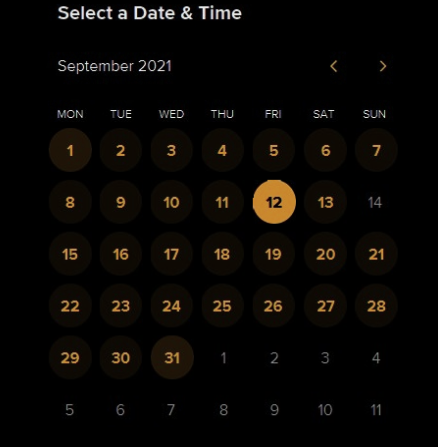 Select a Date & Time
September 2021
MON TUE WED THU FRI SAT SUN
1 2 3 4 5 6 7
8 9 10 11 12 13 14
15 16 17 18 19 20 21
22 23 24 25 26 27 28
29 30 31 1 2 3 4
5 6 7 8 9 10 11